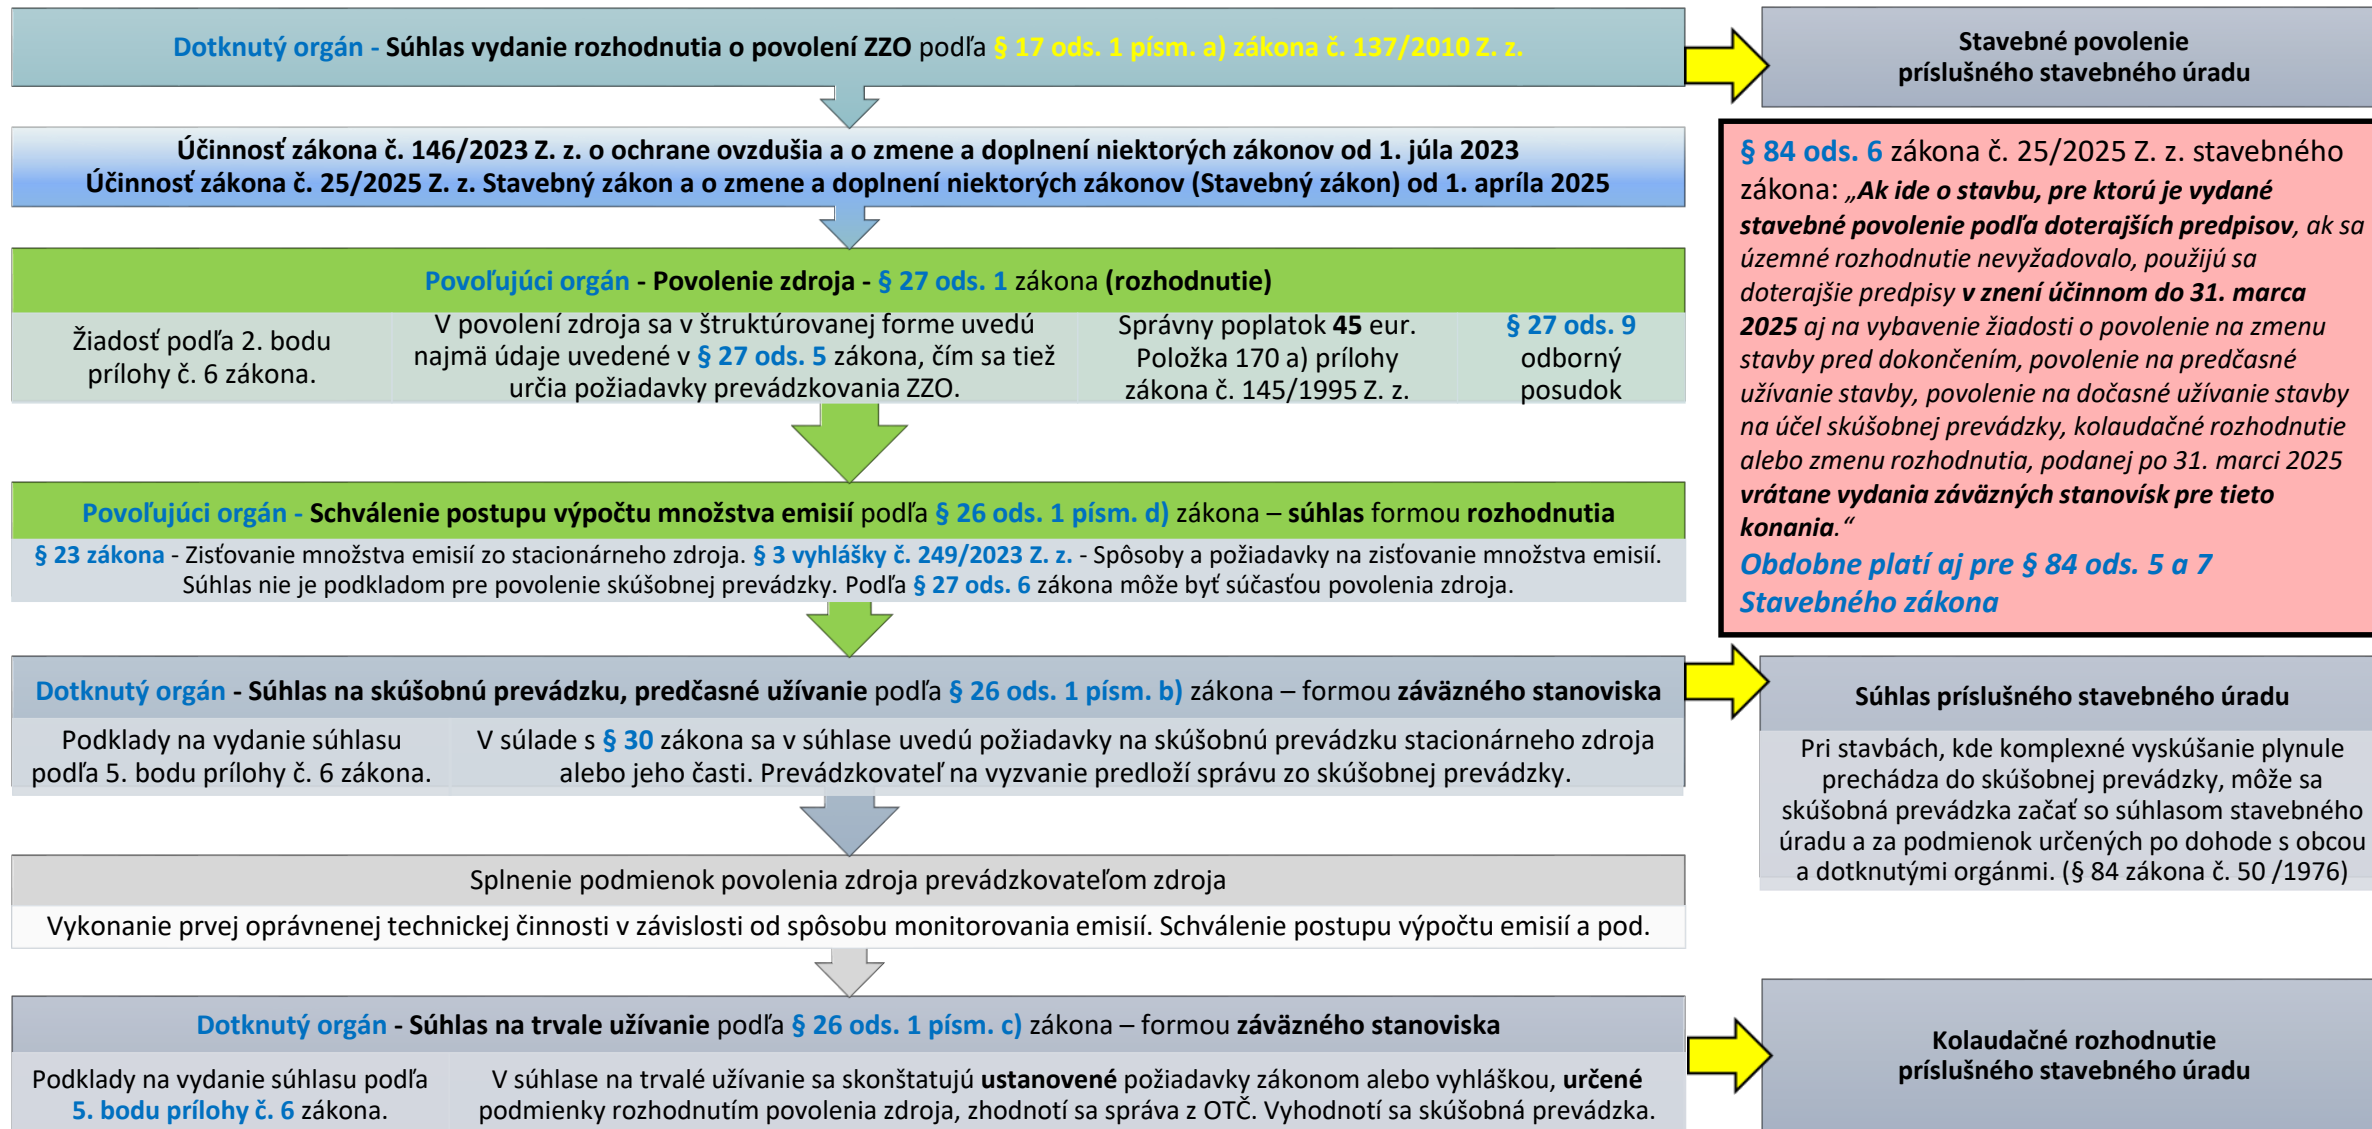 Dotknutý orgán - Súhlas vydanie rozhodnutia o povolení ZZO podľa § 17 ods. 1 písm. a) zákona č. 137/2010 Z. z.
Stavebné povolenie
príslušného stavebného úradu
Účinnosť zákona č. 146/2023 Z. z. o ochrane ovzdušia a o zmene a doplnení niektorých zákonov od 1. júla 2023
Účinnosť zákona č. 25/2025 Z. z. Stavebný zákon a o zmene a doplnení niektorých zákonov (Stavebný zákon) od 1. apríla 2025
§ 84 ods. 6 zákona č. 25/2025 Z. z. stavebného
zákona: „Ak ide o stavbu, pre ktorú je vydané
stavebné povolenie podľa doterajších predpisov, ak sa
územné rozhodnutie nevyžadovalo, použijú sa
doterajšie predpisy v znení účinnom do 31. marca
2025 aj na vybavenie žiadosti o povolenie na zmenu
stavby pred dokončením, povolenie na predčasné
užívanie stavby, povolenie na dočasné užívanie stavby
na účel skúšobnej prevádzky, kolaudačné rozhodnutie
alebo zmenu rozhodnutia, podanej po 31. marci 2025
vrátane vydania záväzných stanovísk pre tieto
konania.“
Obdobne platí aj pre § 84 ods. 5 a 7
Stavebného zákona
Povoľujúci orgán - Povolenie zdroja - § 27 ods. 1 zákona (rozhodnutie)
Žiadosť podľa 2. bodu
prílohy č. 6 zákona.
V povolení zdroja sa v štruktúrovanej forme uvedú
najmä údaje uvedené v § 27 ods. 5 zákona, čím sa tiež
určia požiadavky prevádzkovania ZZO.
Správny poplatok 45 eur.
Položka 170 a) prílohy
zákona č. 145/1995 Z. z.
§ 27 ods. 9
odborný
posudok
Povoľujúci orgán - Schválenie postupu výpočtu množstva emisií podľa § 26 ods. 1 písm. d) zákona – súhlas formou rozhodnutia
§ 23 zákona - Zisťovanie množstva emisií zo stacionárneho zdroja. § 3 vyhlášky č. 249/2023 Z. z. - Spôsoby a požiadavky na zisťovanie množstva emisií.
Súhlas nie je podkladom pre povolenie skúšobnej prevádzky. Podľa § 27 ods. 6 zákona môže byť súčasťou povolenia zdroja.
Dotknutý orgán - Súhlas na skúšobnú prevádzku, predčasné užívanie podľa § 26 ods. 1 písm. b) zákona – formou záväzného stanoviska
Podklady na vydanie súhlasu
podľa 5. bodu prílohy č. 6 zákona.
V súlade s § 30 zákona sa v súhlase uvedú požiadavky na skúšobnú prevádzku stacionárneho zdroja
alebo jeho časti. Prevádzkovateľ na vyzvanie predloží správu zo skúšobnej prevádzky.
Súhlas príslušného stavebného úradu
Pri stavbách, kde komplexné vyskúšanie plynule
prechádza do skúšobnej prevádzky, môže sa
skúšobná prevádzka začať so súhlasom stavebného
úradu a za podmienok určených po dohode s obcou
a dotknutými orgánmi. (§ 84 zákona č. 50 /1976)
Splnenie podmienok povolenia zdroja prevádzkovateľom zdroja
Vykonanie prvej oprávnenej technickej činnosti v závislosti od spôsobu monitorovania emisií. Schválenie postupu výpočtu emisií a pod.
Dotknutý orgán - Súhlas na trvale užívanie podľa § 26 ods. 1 písm. c) zákona – formou záväzného stanoviska
Podklady na vydanie súhlasu podľa
5. bodu prílohy č. 6 zákona.
V súhlase na trvalé užívanie sa skonštatujú ustanovené požiadavky zákonom alebo vyhláškou, určené
podmienky rozhodnutím povolenia zdroja, zhodnotí sa správa z OTČ. Vyhodnotí sa skúšobná prevádzka.
Kolaudačné rozhodnutie
príslušného stavebného úradu